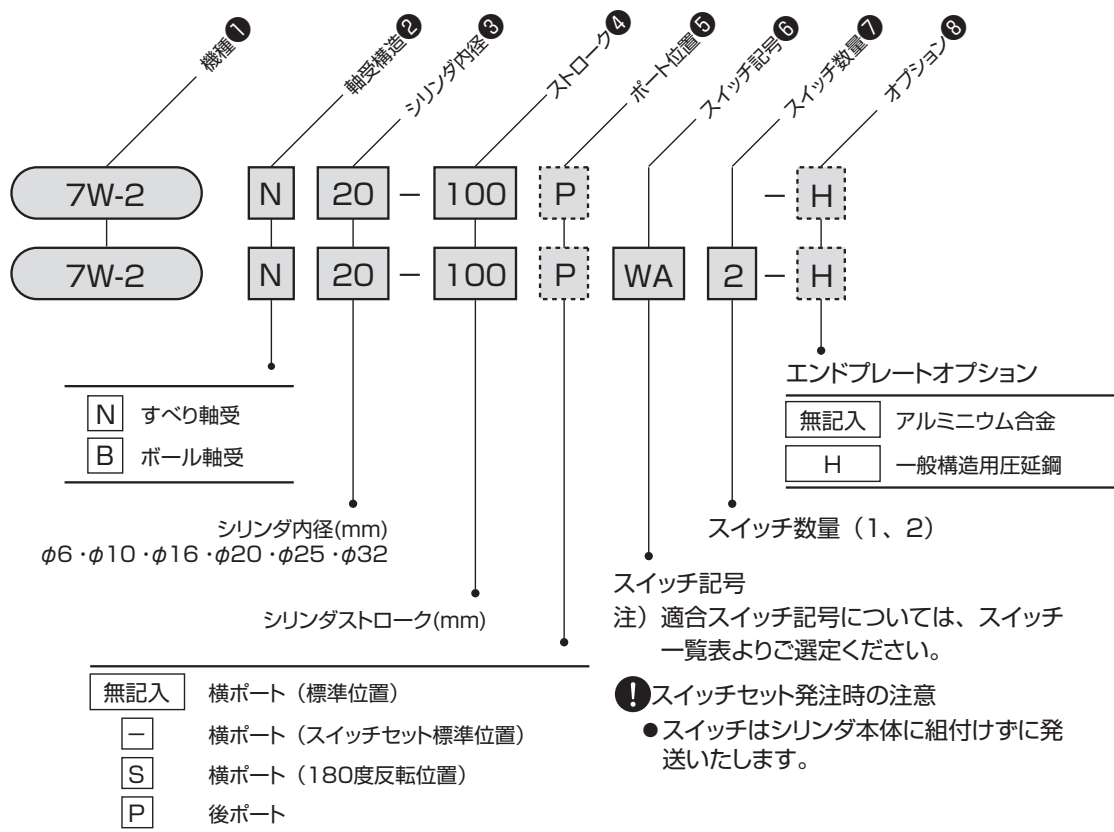 機種❶
軸受構造❷
シリンダ内径❸
ストローク❹
ポート位置❺
スイッチ記号❻
スイッチ数量❼
オプション❽
7W-2 N 20 − 100 P − H
7W-2 N 20 − 100 P WA 2 − H
N すべり軸受
B ボール軸受
シリンダ内径(mm)
φ6・φ10・φ16・φ20・φ25・φ32
シリンダストローク(mm)
無記入 横ポート（標準位置）
− 横ポート（スイッチセット標準位置）
S 横ポート（180度反転位置）
P 後ポート
エンドプレートオプション
無記入 アルミニウム合金
H 一般構造用圧延鋼
スイッチ数量（1、2）
スイッチ記号
注）適合スイッチ記号については、スイッチ
一覧表よりご選定ください。
!スイッチセット発注時の注意
●スイッチはシリンダ本体に組付けずに発
送いたします。